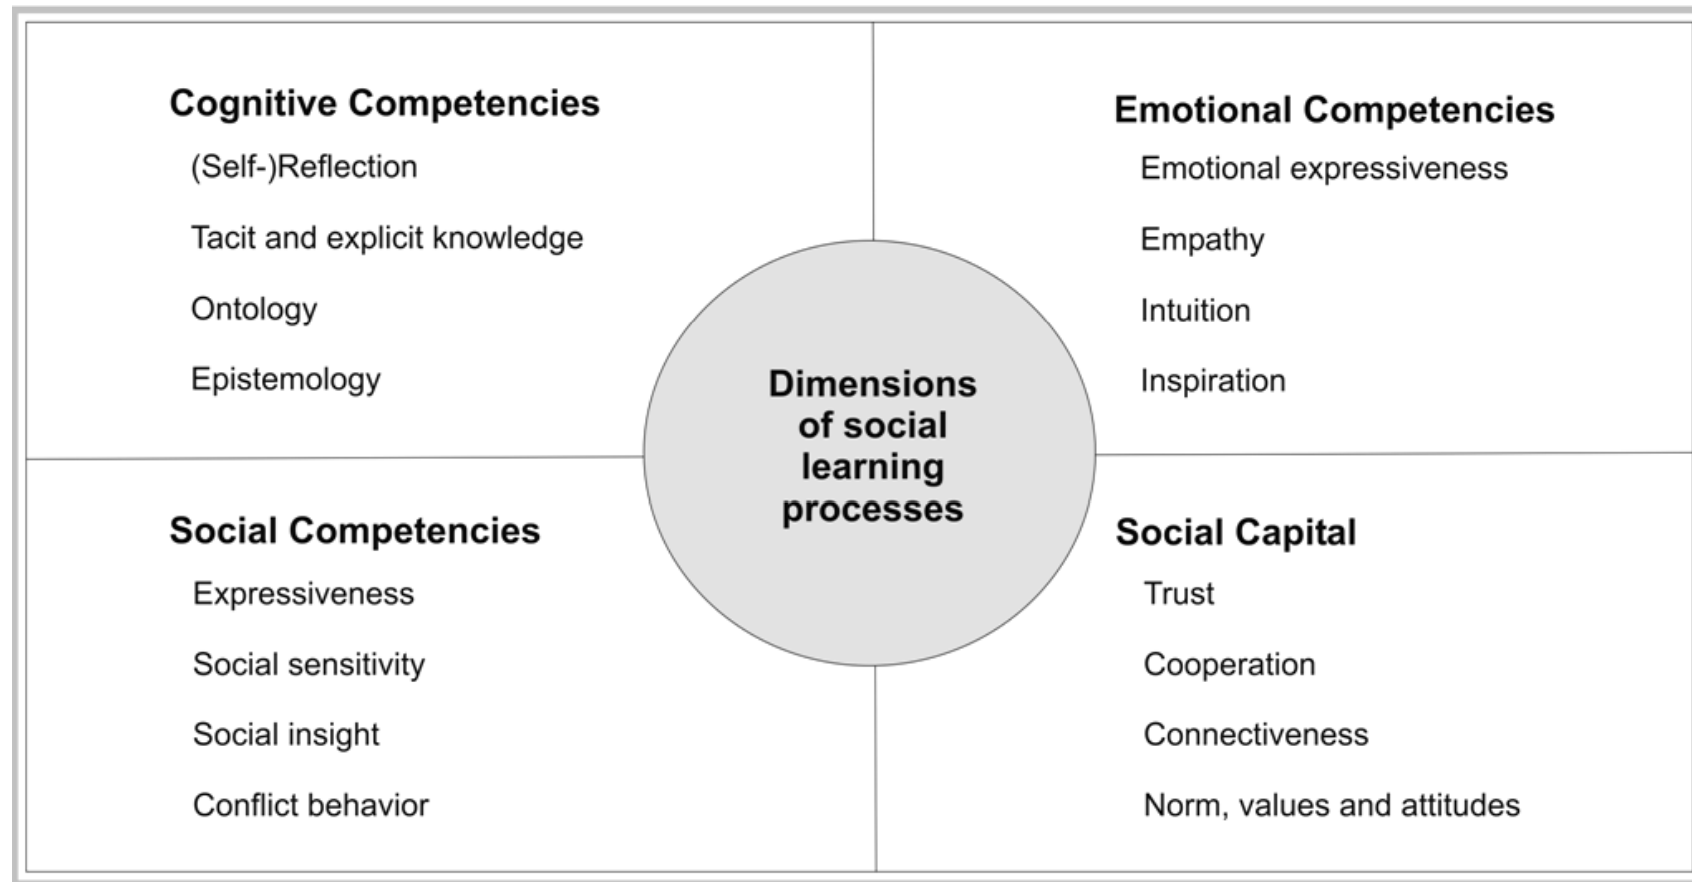 Cognitive Competencies
(Self-)Reflection
Tacit and explicit knowledge
Ontology
Epistemology
Emotional Competencies
Emotional expressiveness
Empathy
Intuition
Inspiration
Dimensions
of social
learning
processes
Social Competencies
Expressiveness
Social sensitivity
Social insight
Conflict behavior
Social Capital
Trust
Cooperation
Connectiveness
Norm, values and attitudes